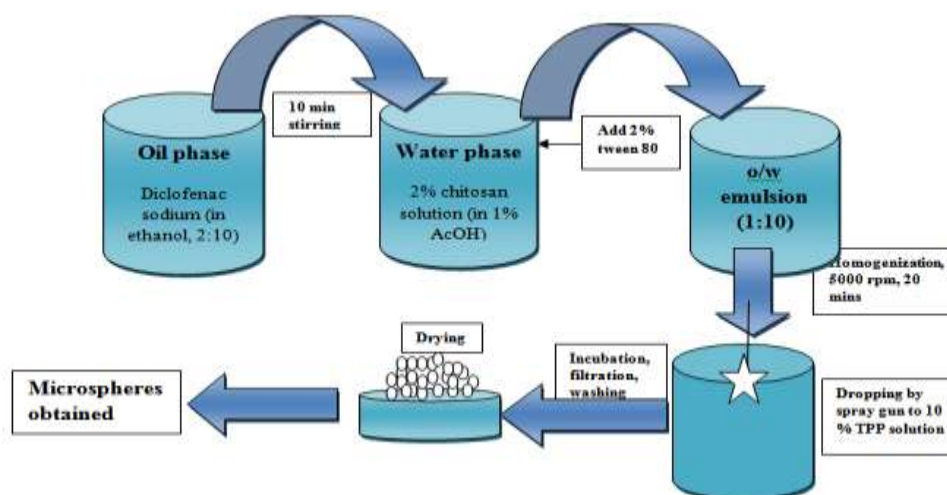 Oil phase
Diclofenac
sodium (in
ethanol, 2:10)
10 min
stirring
Water phase
2% chitosan
solution (in 1%
AcOH)
Add 2%
tween 80
o/w
emulsion
(1:10)
Homogenization,
5000 rpm, 20
mins
Dropping by
spray gun to 10
% TPP solution
Incubation,
filtration,
washing
Drying
Microspheres
obtained